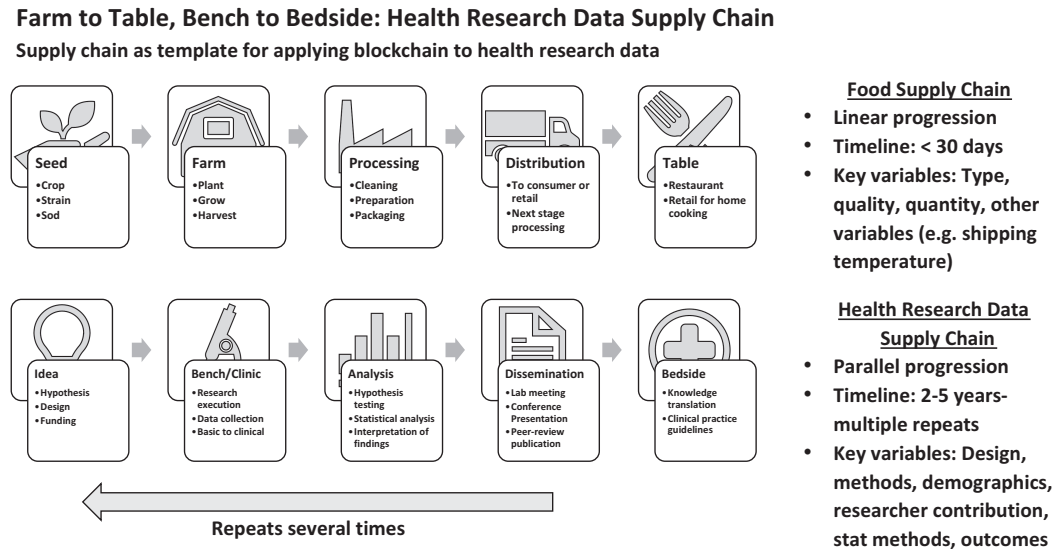 Farm to Table, Bench to Bedside: Health Research Data Supply Chain
Supply chain as template for applying blockchain to health research data
Seed
•Crop
•Strain
•Sod
Farm
•Plant
•Grow
•Harvest
Processing
•Cleaning
•Preparation
•Packaging
Distribution
•To consumer or
retail
•Next stage
processing
Table
•Restaurant
•Retail for home
cooking
Food Supply Chain
• Linear progression
• Timeline: < 30 days
• Key variables: Type,
quality, quantity, other
variables (e.g. shipping
temperature)
Idea
•Hypothesis
•Design
•Funding
Bench/Clinic
•Research
execution
•Data collection
•Basic to clinical
Analysis
•Hypothesis
testing
•Statistical analysis
•Interpretation of
findings
Dissemination
•Lab meeting
•Conference
Presentation
•Peer-review
publication
Bedside
•Knowledge
translation
•Clinical practice
guidelines
Health Research Data
Supply Chain
• Parallel progression
• Timeline: 2-5 years-
multiple repeats
• Key variables: Design,
methods, demographics,
researcher contribution,
stat methods, outcomes
Repeats several times